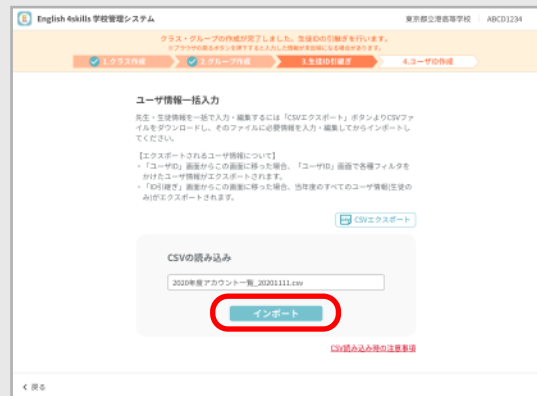 English 4skills 学校管理システム
東京都立港南高等学校 ABCD1234
クラス・グループの作成が完了しました。生徒IDの引継ぎを行います。
※ブラウザの戻るボタンを押下すると入力した情報が未登録になる場合があります。
1.クラス作成 2.グループ作成 3.生徒ID引継ぎ 4.ユーザID作成
ユーザ情報一括入力
先生・生徒情報を一括で入力・編集するには「CSVエクスポート」ボタンよりCSVファ
イルをダウンロードし、そのファイルに必要情報を入力・編集してからインポートし
てください。
【エクスポートされるユーザ情報について】
・「ユーザID」画面からこの画面に移った場合、「ユーザID」画面で各種フィルタを
かけたユーザ情報がエクスポートされます。
・「ID引継ぎ」画面からこの画面に移った場合、当年度のすべてのユーザ情報(生徒の
み)がエクスポートされます。
CSVエクスポート
CSVの読み込み
2020年度アカウント一覧_20201111.csv
インポート
CSV読み込み時の注意事項
< 戻る